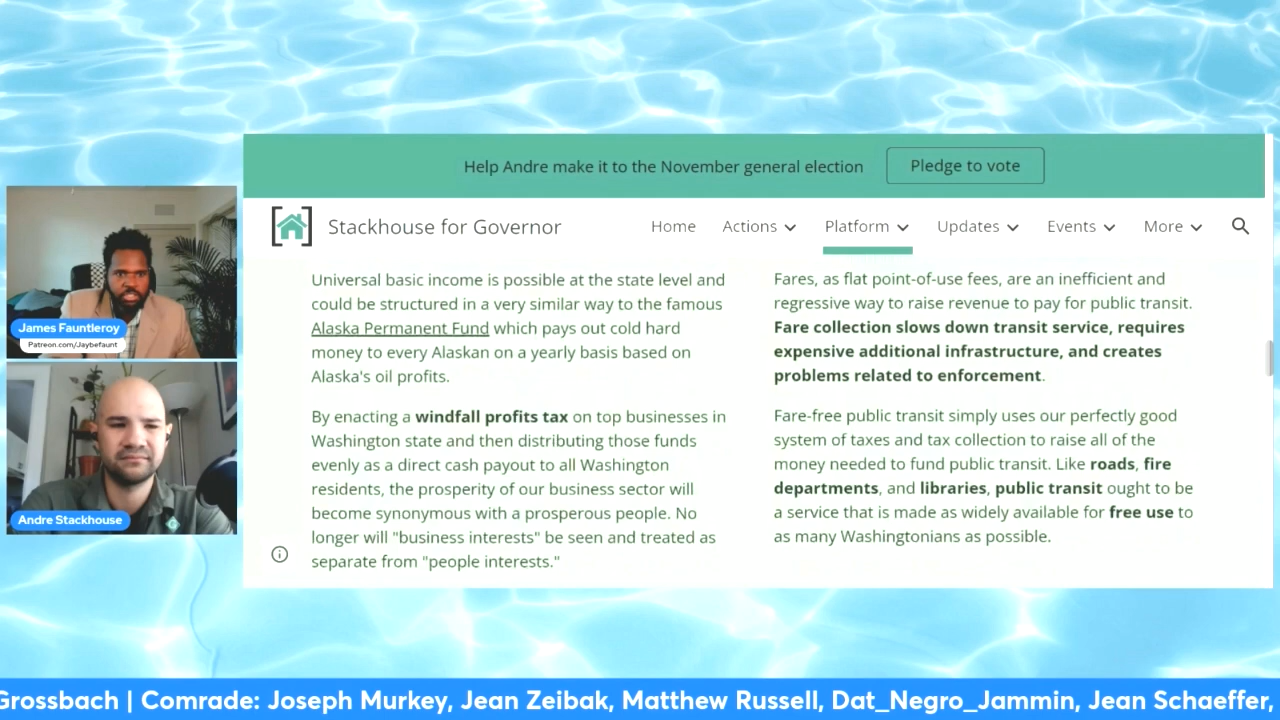 Help Andre make it to the November general election
Pledge to vote
Stackhouse for Governor
Home
Actions
Platform
Updates
Events
More
Universal basic income is possible at the state level and
could be structured in a very similar way to the famous
Alaska Permanent Fund which pays out cold hard
money to every Alaskan on a yearly basis based on
Alaska's oil profits.
By enacting a windfall profits tax on top businesses in
Washington state and then distributing those funds
evenly as a direct cash payout to all Washington
residents, the prosperity of our business sector will
become synonymous with a prosperous people. No
longer will "business interests" be seen and treated as
separate from "people interests."
Fares, as flat point-of-use fees, are an inefficient and
regressive way to raise revenue to pay for public transit.
Fare collection slows down transit service, requires
expensive additional infrastructure, and creates
problems related to enforcement.
Fare-free public transit simply uses our perfectly good
system of taxes and tax collection to raise all of the
money needed to fund public transit. Like roads, fire
departments, and libraries, public transit ought to be
a service that is made as widely available for free use to
as many Washingtonians as possible.
James Fauntleroy
Patreon.com/Jaybefaunt
Andre Stackhouse
Grossbach | Comrade: Joseph Murkey, Jean Zeibak, Matthew Russell, Dat_Negro_Jammin, Jean Schaeffer,